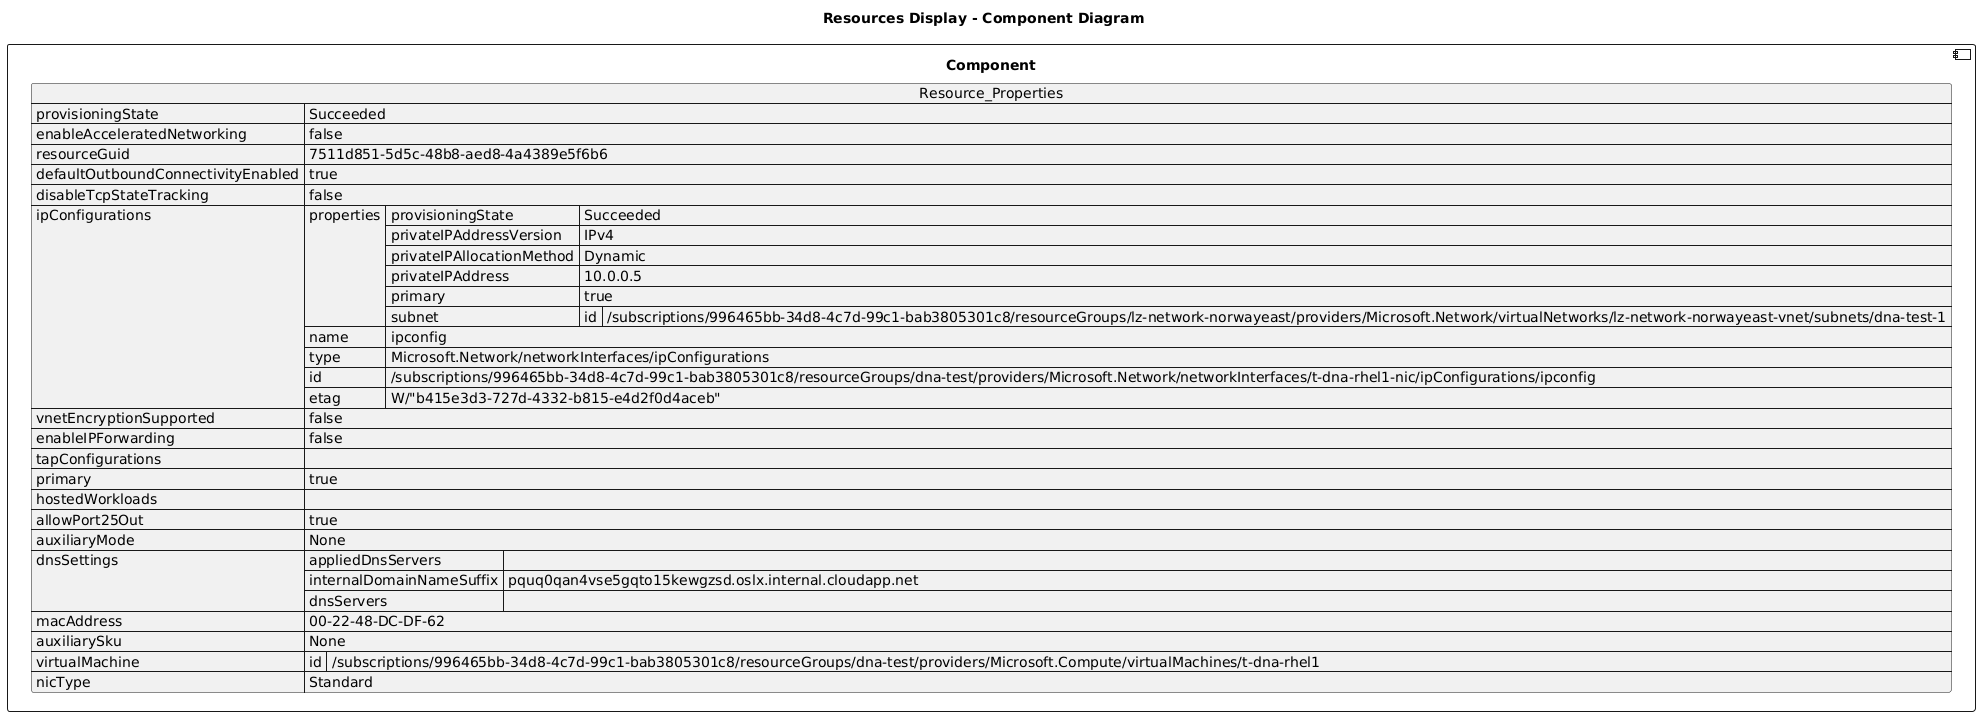 Resources Display - Component Diagram
Component
Resource_Properties
provisioningState Succeeded
enableAcceleratedNetworking false
resourceGuid 7511d851-5d5c-48b8-aed8-4a4389e5f6b6
defaultOutboundConnectivityEnabled true
disableTcpStateTracking false
ipConfigurations properties provisioningState Succeeded
privateIPAddressVersion IPv4
privateIPAllocationMethod Dynamic
privateIPAddress 10.0.0.5
primary true
subnet id /subscriptions/996465bb-34d8-4c7d-99c1-bab3805301c8/resourceGroups/lz-network-norwayeast/providers/Microsoft.Network/virtualNetworks/lz-network-norwayeast-vnet/subnets/dna-test-1
name ipconfig
type Microsoft.Network/networkInterfaces/ipConfigurations
id /subscriptions/996465bb-34d8-4c7d-99c1-bab3805301c8/resourceGroups/dna-test/providers/Microsoft.Network/networkInterfaces/t-dna-rhel1-nic/ipConfigurations/ipconfig
etag W/"b415e3d3-727d-4332-b815-e4d2f0d4aceb"
vnetEncryptionSupported false
enableIPForwarding false
tapConfigurations
primary true
hostedWorkloads
allowPort25Out true
auxiliaryMode None
dnsSettings appliedDnsServers
internalDomainNameSuffix pquq0qan4vse5gqto15kewgzsd.oslx.internal.cloudapp.net
dnsServers
macAddress 00-22-48-DC-DF-62
auxiliarySku None
virtualMachine id /subscriptions/996465bb-34d8-4c7d-99c1-bab3805301c8/resourceGroups/dna-test/providers/Microsoft.Compute/virtualMachines/t-dna-rhel1
nicType Standard